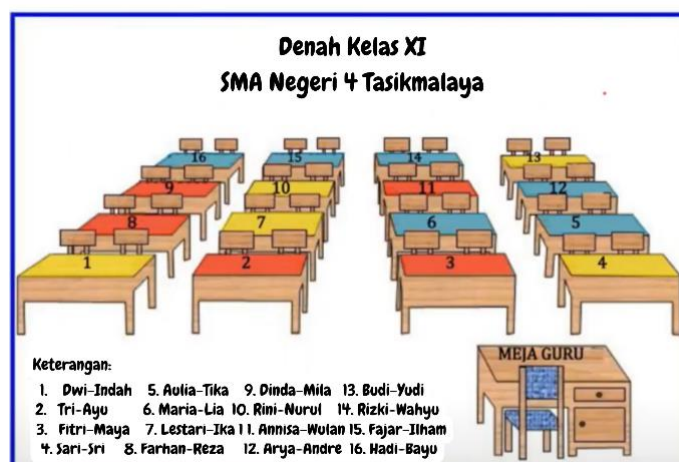 Denah Kelas XI
SMA Negeri 4 Tasikmalaya
16 15 14 13
9 10 11 12
8 7 6 5
1 2 3 4
MEJA GURU
Keterangan:
1. Dwi-Indah 5. Aulia-Tika 9. Dinda-Mila 13. Budi-Yudi
2. Tri-Ayu 6. Maria-Lia 10. Rini-Nurul 14. Rizki-Wahyu
3. Fitri-Maya 7. Lestari-Ika 11. Annisa-Wulan 15. Fajar-Ilham
4. Sari-Sri 8. Farhan-Reza 12. Arya-Andre 16. Hadi-Bayu